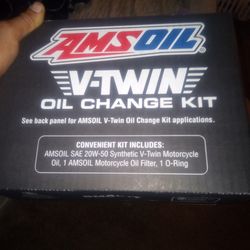 AMSOIL
V-TWIN
OIL CHANGE KIT
See back panel for AMSOIL V-Twin Oil Change Kit applications.
CONVENIENT KIT INCLUDES:
AMSOIL SAE 20W-50 Synthetic V-Twin Motorcycle
Oil, 1 AMSOIL Motorcycle Oil Filter, 1 O-Ring